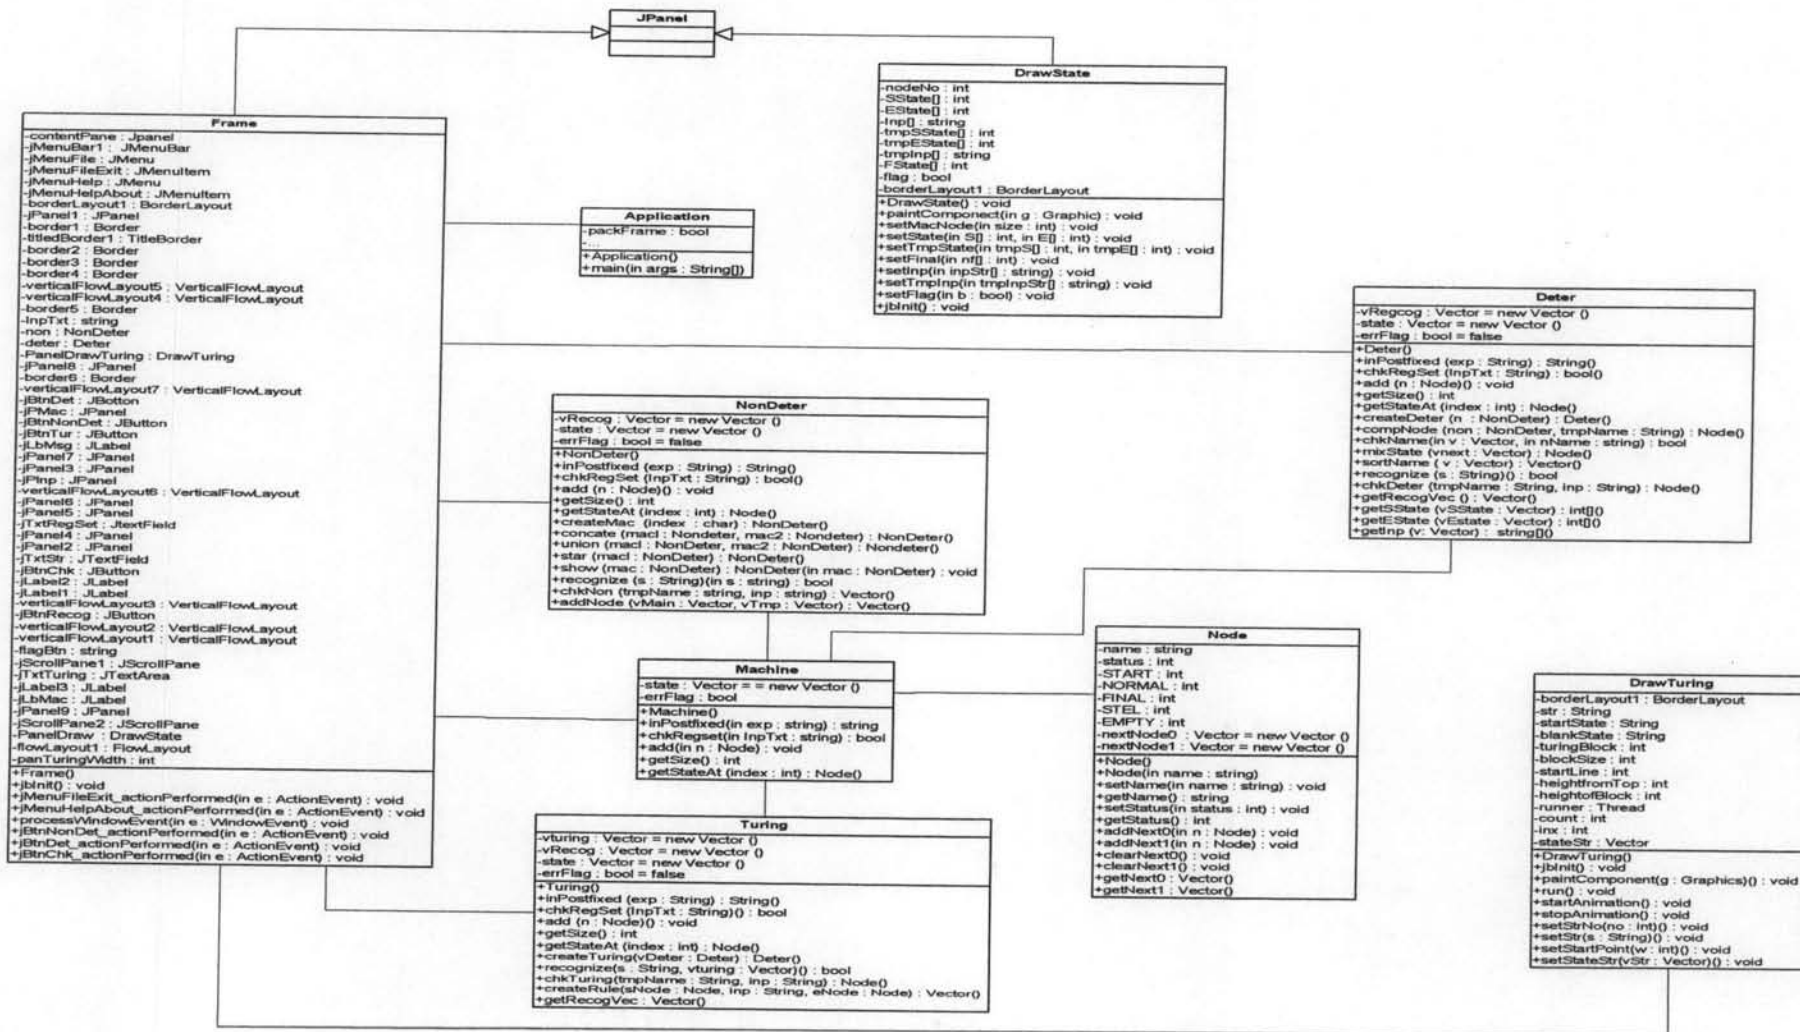 JPanel
DrawState
-nodeNo : int
-SState[] : int
-EState[] : int
-Inp[] : string
-tmpSState[] : int
-tmpEState[] : int
-tmpInp[] : string
-FState[] : int
-flag : bool
-borderLayout1 : BorderLayout
+DrawState() : void
+paintComponect(in g : Graphic) : void
+setMacNode(in size : int) : void
+setState(in S[] : int, in E[] : int) : void
+setTmpState(in tmpS[] : int, in tmpE[] : int) : void
+setFinal(in nf[] : int) : void
+setInp(in inpStr[] : string) : void
+setTmpInp(in tmpInpStr[] : string) : void
+setFlag(in b : bool) : void
+jbInit() : void
Frame
-contentPane : Jpanel
-jMenuBar1 : JMenuBar
-jMenuFile : JMenu
-jMenuFileExit : JMenuItem
-jMenuHelp : JMenu
-jMenuHelpAbout : JMenuItem
-borderLayout1 : BorderLayout
-jPanel1 : JPanel
-border1 : Border
-titledBorder1 : TitleBorder
-border2 : Border
-border3 : Border
-border4 : Border
-verticalFlowLayout5 : VerticalFlowLayout
-verticalFlowLayout4 : VerticalFlowLayout
-border5 : Border
-InpTxt : string
-non : NonDeter
-deter : Deter
-PanelDrawTuring : DrawTuring
-jPanel8 : JPanel
-border6 : Border
-verticalFlowLayout7 : VerticalFlowLayout
-jBtnDet : JBotton
-jPMac : JPanel
-jBtnNonDet : JButton
-jBtnTur : JButton
-jLbMsg : JLabel
-jPanel7 : JPanel
-jPanel3 : JPanel
-jPInp : JPanel
-verticalFlowLayout6 : VerticalFlowLayout
-jPanel6 : JPanel
-jPanel5 : JPanel
-jTxtRegSet : JtextField
-jPanel4 : JPanel
-jPanel2 : JPanel
-jTxtStr : JTextField
-jBtnChk : JButton
-jLabel2 : JLabel
-jLabel1 : JLabel
-verticalFlowLayout3 : VerticalFlowLayout
-jBtnRecog : JButton
-verticalFlowLayout2 : VerticalFlowLayout
-verticalFlowLayout1 : VerticalFlowLayout
-flagBtn : string
-jScrollPane1 : JScrollPane
-jTxtTuring : JTextArea
-jLabel3 : JLabel
-jLbMac : JLabel
-jPanel9 : JPanel
-jScrollPane2 : JScrollPane
-PanelDraw : DrawState
-flowLayout1 : FlowLayout
-panTuringWidth : int
+Frame()
+jbInit() : void
+jMenuFileExit_actionPerformed(in e : ActionEvent) : void
+jMenuHelpAbout_actionPerformed(in e : ActionEvent) : void
+processWindowEvent(in e : WindowEvent) : void
+jBtnNonDet_actionPerformed(in e : ActionEvent) : void
+jBtnDet_actionPerformed(in e : ActionEvent) : void
+jBtnChk_actionPerformed(in e : ActionEvent) : void
Application
-packFrame : bool
-...
+Application()
+main(in args : String[])
Deter
-vRegcog : Vector = new Vector ()
-state : Vector = new Vector ()
-errFlag : bool = false
+Deter()
+inPostfixed (exp : String) : String()
+chkRegSet (InpTxt : String) : bool()
+add (n : Node)() : void
+getSize() : int
+getStateAt (index : int) : Node()
+createDeter (n : NonDeter) : Deter()
+compNode (non : NonDeter, tmpName : String) : Node()
+chkName(in v : Vector, in nName : string) : bool
+mixState (vnext : Vector) : Node()
+sortName ( v : Vector) : Vector()
+recognize (s : String)() : bool
+chkDeter (tmpName : String, inp : String) : Node()
+getRecogVec () : Vector()
+getSState (vSState : Vector) : int[]()
+getEState (vEstate : Vector) : int[]()
+getInp (v: Vector) : string[]()
NonDeter
-vRecog : Vector = new Vector ()
-state : Vector = new Vector ()
-errFlag : bool = false
+NonDeter()
+inPostfixed (exp : String) : String()
+chkRegSet (InpTxt : String) : bool()
+add (n : Node)() : void
+getSize() : int
+getStateAt (index : int) : Node()
+createMac (index : char) : NonDeter()
+concate (macl : Nondeter, mac2 : Nondeter) : NonDeter()
+union (macl : NonDeter, mac2 : NonDeter) : Nondeter()
+star (macl : NonDeter) : NonDeter()
+show (mac : NonDeter) : NonDeter(in mac : NonDeter) : void
+recognize (s : String)(in s : string) : bool
+chkNon (tmpName : string, inp : string) : Vector()
+addNode (vMain : Vector, vTmp : Vector) : Vector()
Machine
-state : Vector = = new Vector ()
-errFlag : bool
+Machine()
+inPostfixed(in exp : string) : string
+chkRegset(in InpTxt : string) : bool
+add(in n : Node) : void
+getSize() : int
+getStateAt (index : int) : Node()
Node
-name : string
-status : int
-START : int
-NORMAL : int
-FINAL : int
-STEL : int
-EMPTY : int
-nextNode0 : Vector = new Vector ()
-nextNode1 : Vector = new Vector ()
+Node()
+Node(in name : string)
+setName(in name : string) : void
+getName() : string
+setStatus(in status : int) : void
+getStatus() : int
+addNext0(in n : Node) : void
+addNext1(in n : Node) : void
+clearNext0() : void
+clearNext1() : void
+getNext0 : Vector()
+getNext1 : Vector()
DrawTuring
-borderLayout1 : BorderLayout
-str : String
-startState : String
-blankState : String
-turingBlock : int
-blockSize : int
-startLine : int
-heightfromTop : int
-heightofBlock : int
-runner : Thread
-count : int
-inx : int
-stateStr : Vector
+DrawTuring()
+jbInit() : void
+paintComponent(g : Graphics)() : void
+run() : void
+startAnimation() : void
+stopAnimation() : void
+setStrNo(no : int)() : void
+setStr(s : String)() : void
+setStartPoint(w : int)() : void
+setStateStr(vStr : Vector)() : void
Turing
-vturing : Vector = new Vector ()
-vRecog : Vector = new Vector ()
-state : Vector = new Vector ()
-errFlag : bool = false
+Turing()
+inPostfixed (exp : String) : String()
+chkRegSet (InpTxt : String)() : bool
+add (n : Node)() : void
+getSize() : int
+getStateAt (index : int) : Node()
+createTuring(vDeter : Deter) : Deter()
+recognize(s : String, vturing : Vector)() : bool
+chkTuring(tmpName : String, inp : String) : Node()
+createRule(sNode : Node, inp : String, eNode : Node) : Vector()
+getRecogVec : Vector()